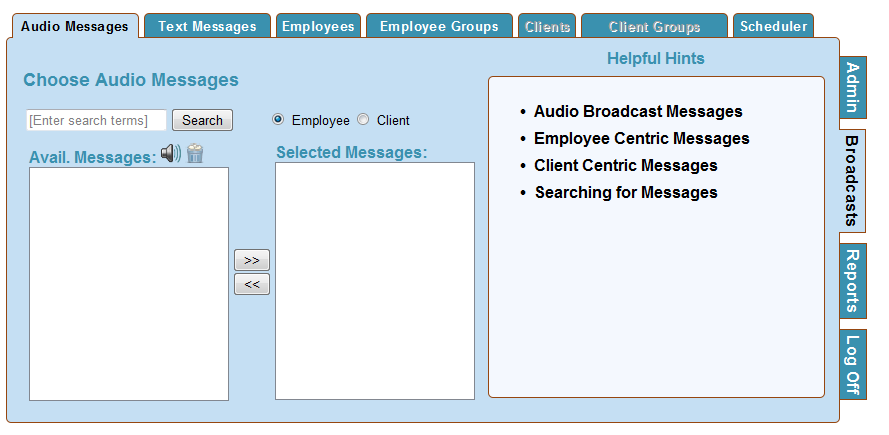 Audio Messages
Text Messages
Employees
Employee Groups
Clients
Client Groups
Scheduler
Choose Audio Messages
[Enter search terms]
Search
Employee
Client
Avail. Messages:
Selected Messages:
>>
<<
Helpful Hints
• Audio Broadcast Messages
• Employee Centric Messages
• Client Centric Messages
• Searching for Messages
Admin
Broadcasts
Reports
Log Off